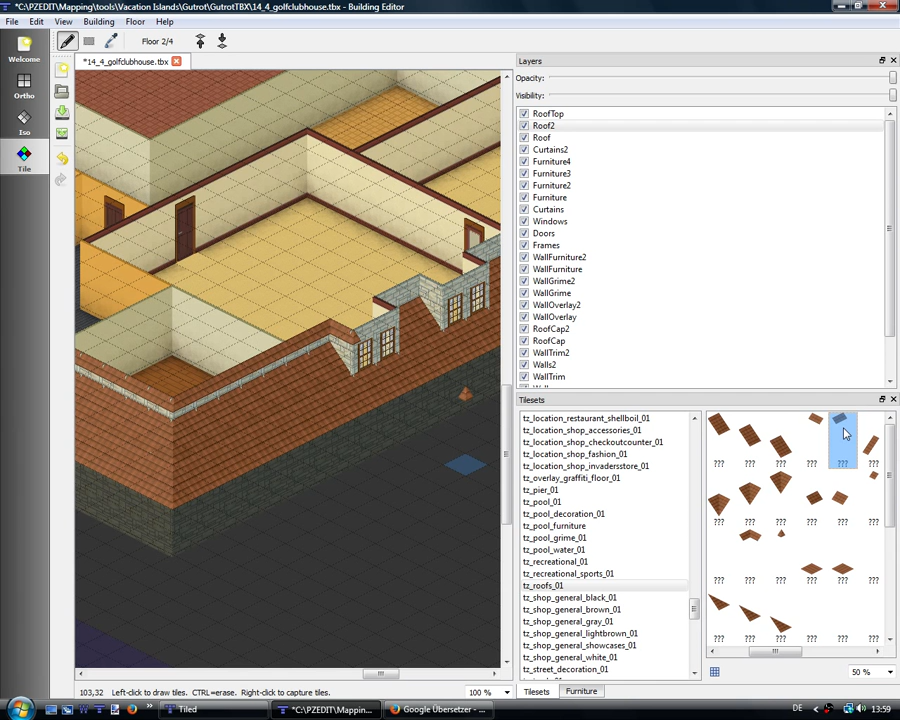 *C:\PZEDIT\Mapping\tools\Vacation Islands\Gutrot\GutrotTBX\14_4_golfclubhouse.tbx - Building Editor
File Edit View Building Floor Help
Floor 2/4
Welcome
Ortho
Iso
Tile
*14_4_golfclubhouse.tbx
Layers
Opacity:
Visibility:
RoofTop
Roof2
Roof
Curtains2
Furniture4
Furniture3
Furniture2
Furniture
Curtains
Windows
Doors
Frames
WallFurniture2
WallFurniture
WallGrime2
WallGrime
WallOverlay2
WallOverlay
RoofCap2
RoofCap
WallTrim2
Walls2
WallTrim
Tilesets
tz_location_restaurant_shellboil_01
tz_location_shop_accessories_01
tz_location_shop_checkoutcounter_01
tz_location_shop_fashion_01
tz_location_shop_invadersstore_01
tz_overlay_graffiti_floor_01
tz_pier_01
tz_pool_01
tz_pool_decoration_01
tz_pool_furniture
tz_pool_grime_01
tz_pool_water_01
tz_recreational_01
tz_recreational_sports_01
tz_roofs_01
tz_shop_general_black_01
tz_shop_general_brown_01
tz_shop_general_gray_01
tz_shop_general_lightbrown_01
tz_shop_general_showcases_01
tz_shop_general_white_01
tz_street_decoration_01
??? ??? ??? ??? ??? ???
??? ??? ??? ??? ??? ???
??? ??? ??? ??? ??? ???
??? ??? ??? ??? ??? ???
50 %
103,32 Left-click to draw tiles. CTRL=erase. Right-click to capture tiles.
100 %
Tilesets Furniture
Tiled
*C:\PZEDIT\Mappin...
Google Übersetzer - ...
DE
13:59